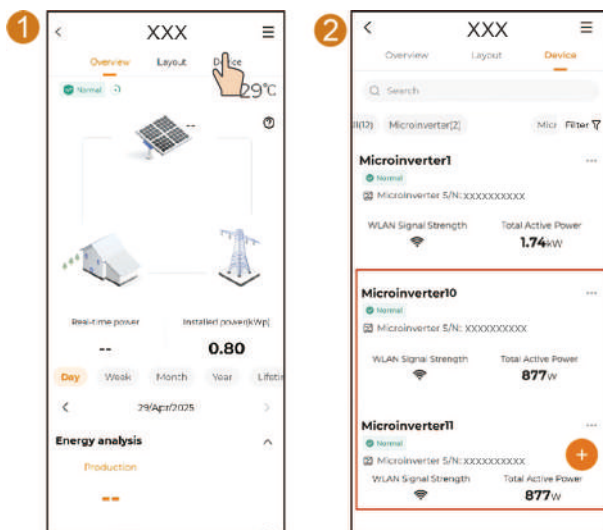 1
XXX
Overview Layout
Normal 29°C
--
Real-time power Installed power(kWp)
-- 0.80
Day Week Month Year
29/Apr/2025
Energy analysis
Production
--
2
XXX
Overview Layout Device
Search
Microinverter(2) Micr Filter
Microinverter1
Normal
Microinverter S/N: XXXXXXXXXX
WLAN Signal Strength Total Active Power
1.74kW
Microinverter10
Normal
Microinverter S/N: XXXXXXXXXX
WLAN Signal Strength Total Active Power
877W
Microinverter11
Normal
Microinverter S/N: XXXXXXXXXX
WLAN Signal Strength Total Active Power
877W